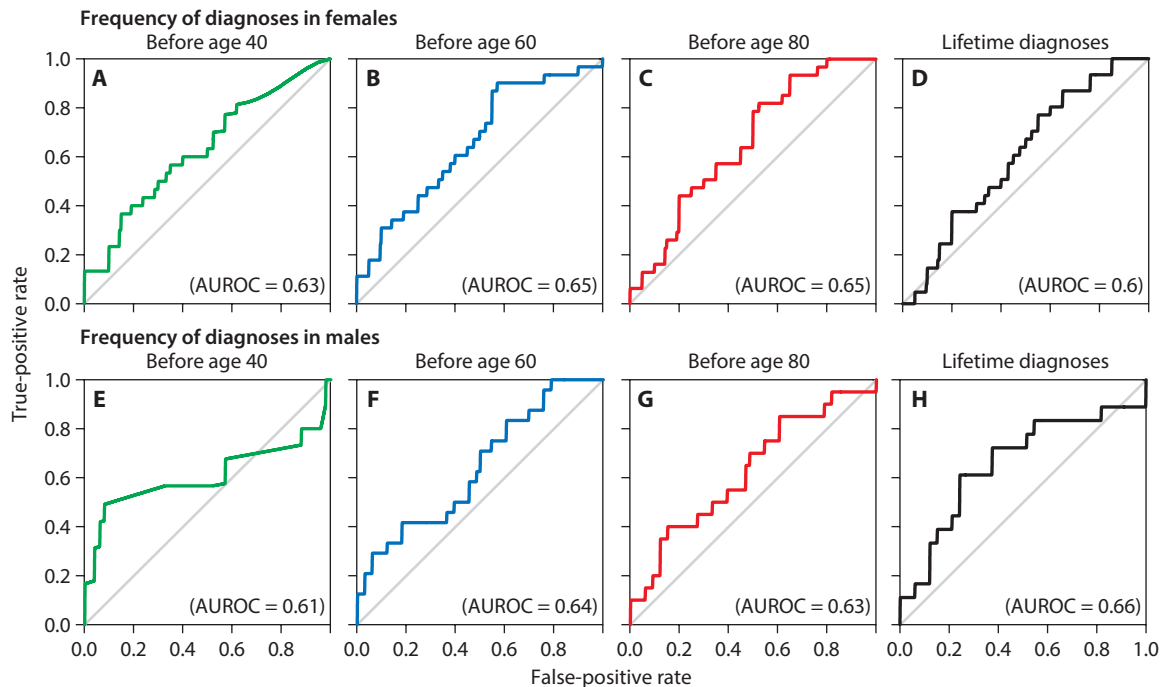 Frequency of diagnoses in females
Before age 40 Before age 60 Before age 80 Lifetime diagnoses
1.0
0.8
0.6
0.4
0.2
0.0
A
(AUROC = 0.63)
B
(AUROC = 0.65)
C
(AUROC = 0.65)
D
(AUROC = 0.6)
True-positive rate
Frequency of diagnoses in males
Before age 40 Before age 60 Before age 80 Lifetime diagnoses
1.0
0.8
0.6
0.4
0.2
0.0
E
(AUROC = 0.61)
F
(AUROC = 0.64)
G
(AUROC = 0.63)
H
(AUROC = 0.66)
0.0 0.2 0.4 0.6 0.8 0.0 0.2 0.4 0.6 0.8 0.0 0.2 0.4 0.6 0.8 0.0 0.2 0.4 0.6 0.8 1.0
False-positive rate